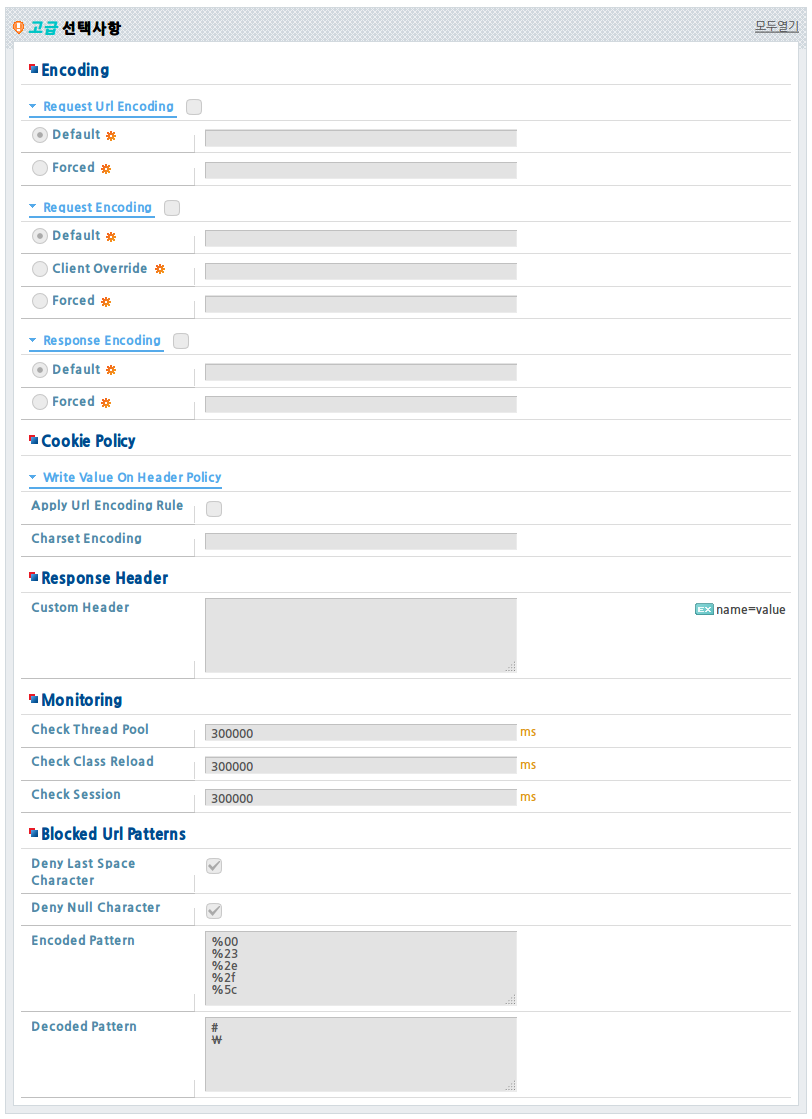 고급 선택사항
모두열기
Encoding
Request Url Encoding
Default
Forced
Request Encoding
Default
Client Override
Forced
Response Encoding
Default
Forced
Cookie Policy
Write Value On Header Policy
Apply Url Encoding Rule
Charset Encoding
Response Header
Custom Header
EX name=value
Monitoring
Check Thread Pool 300000 ms
Check Class Reload 300000 ms
Check Session 300000 ms
Blocked Url Patterns
Deny Last Space
Character
Deny Null Character
Encoded Pattern
%00
%23
%2e
%2f
%5c
Decoded Pattern
#
₩